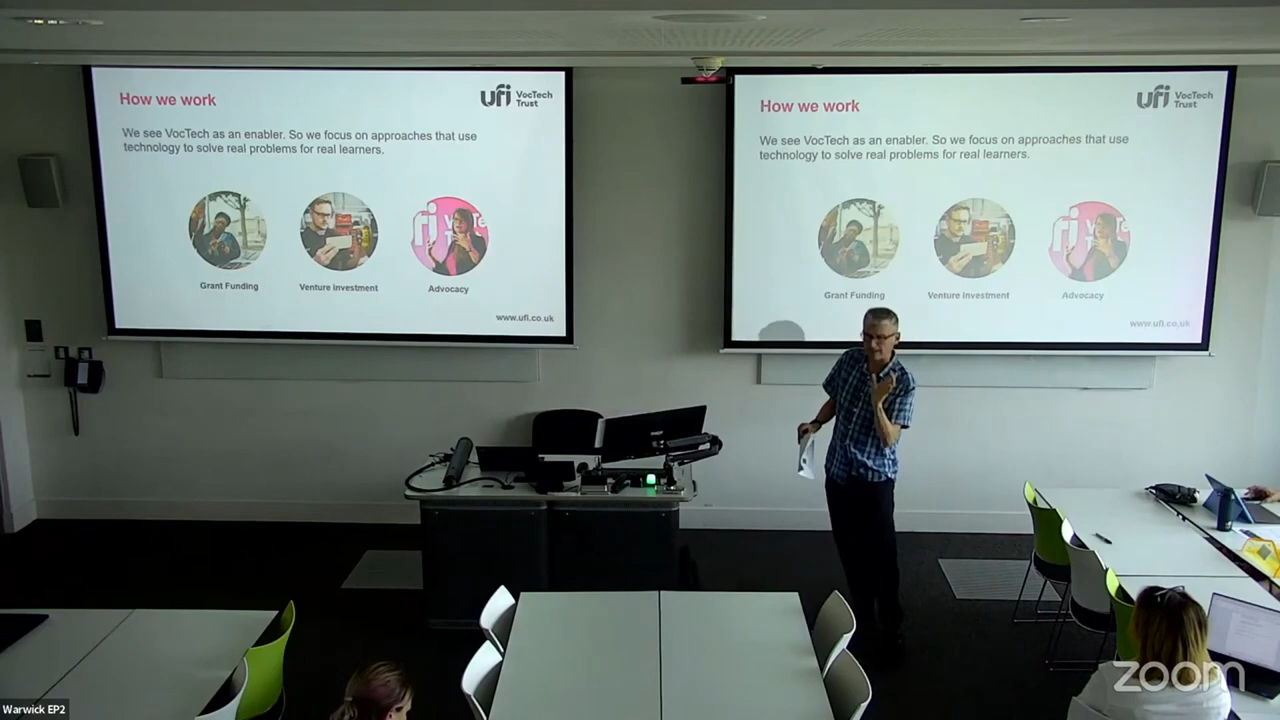 How we work
ufi VocTech
Trust
We see VocTech as an enabler. So we focus on approaches that use
technology to solve real problems for real learners.
Grant Funding
Venture Investment
Advocacy
www.ufi.co.uk
How we work
ufi VocTech
Trust
We see VocTech as an enabler. So we focus on approaches that use
technology to solve real problems for real learners.
Grant Funding
Venture Investment
Advocacy
www.ufi.co.uk
Warwick EP2
zoom